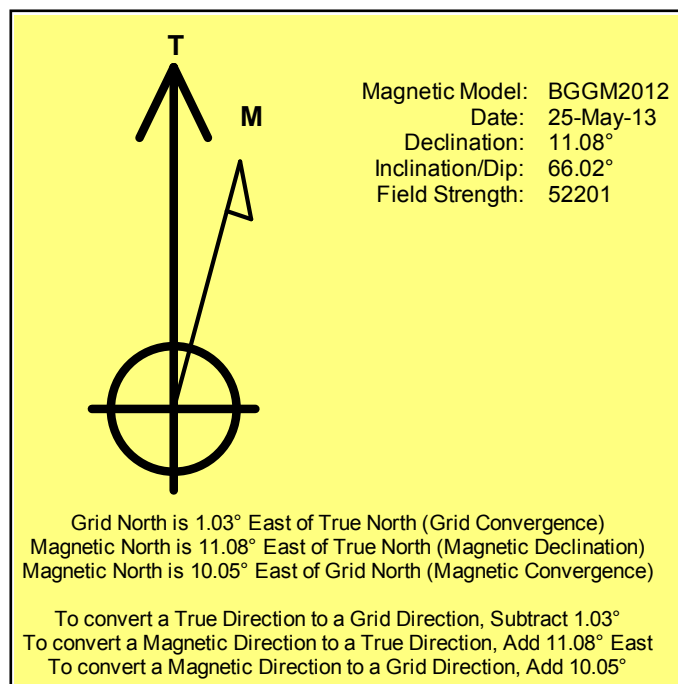 T
M
Magnetic Model: BGGM2012
Date: 25-May-13
Declination: 11.08°
Inclination/Dip: 66.02°
Field Strength: 52201
Grid North is 1.03° East of True North (Grid Convergence)
Magnetic North is 11.08° East of True North (Magnetic Declination)
Magnetic North is 10.05° East of Grid North (Magnetic Convergence)
To convert a True Direction to a Grid Direction, Subtract 1.03°
To convert a Magnetic Direction to a True Direction, Add 11.08° East
To convert a Magnetic Direction to a Grid Direction, Add 10.05°